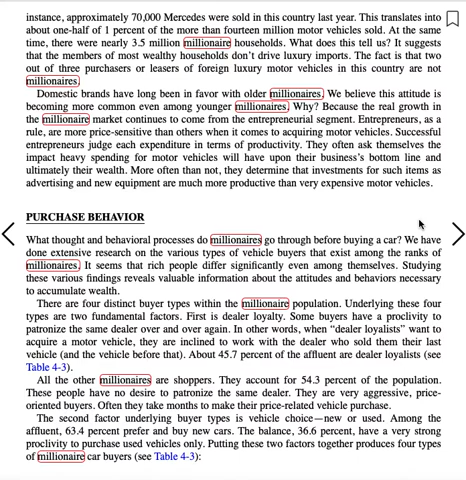 instance, approximately 70,000 Mercedes were sold in this country last year. This translates into
about one-half of 1 percent of the more than fourteen million motor vehicles sold. At the same
time, there were nearly 3.5 million millionaire households. What does this tell us? It suggests
that the members of most wealthy households don't drive luxury imports. The fact is that two
out of three purchasers or leasers of foreign luxury motor vehicles in this country are not
millionaires.
Domestic brands have long been in favor with older millionaires. We believe this attitude is
becoming more common even among younger millionaires. Why? Because the real growth in
the millionaire market continues to come from the entrepreneurial segment. Entrepreneurs, as a
rule, are more price-sensitive than others when it comes to acquiring motor vehicles. Successful
entrepreneurs judge each expenditure in terms of productivity. They often ask themselves the
impact heavy spending for motor vehicles will have upon their business's bottom line and
ultimately their wealth. More often than not, they determine that investments for such items as
advertising and new equipment are much more productive than very expensive motor vehicles.
PURCHASE BEHAVIOR
What thought and behavioral processes do millionaires go through before buying a car? We have
done extensive research on the various types of vehicle buyers that exist among the ranks of
millionaires. It seems that rich people differ significantly even among themselves. Studying
these various findings reveals valuable information about the attitudes and behaviors necessary
to accumulate wealth.
There are four distinct buyer types within the millionaire population. Underlying these four
types are two fundamental factors. First is dealer loyalty. Some buyers have a proclivity to
patronize the same dealer over and over again. In other words, when "dealer loyalists" want to
acquire a motor vehicle, they are inclined to work with the dealer who sold them their last
vehicle (and the vehicle before that). About 45.7 percent of the affluent are dealer loyalists (see
Table 4-3).
All the other millionaires are shoppers. They account for 54.3 percent of the population.
These people have no desire to patronize the same dealer. They are very aggressive, price-
oriented buyers. Often they take months to make their price-related vehicle purchase.
The second factor underlying buyer types is vehicle choice—new or used. Among the
affluent, 63.4 percent prefer and buy new cars. The balance, 36.6 percent, have a very strong
proclivity to purchase used vehicles only. Putting these two factors together produces four types
of millionaire car buyers (see Table 4-3):